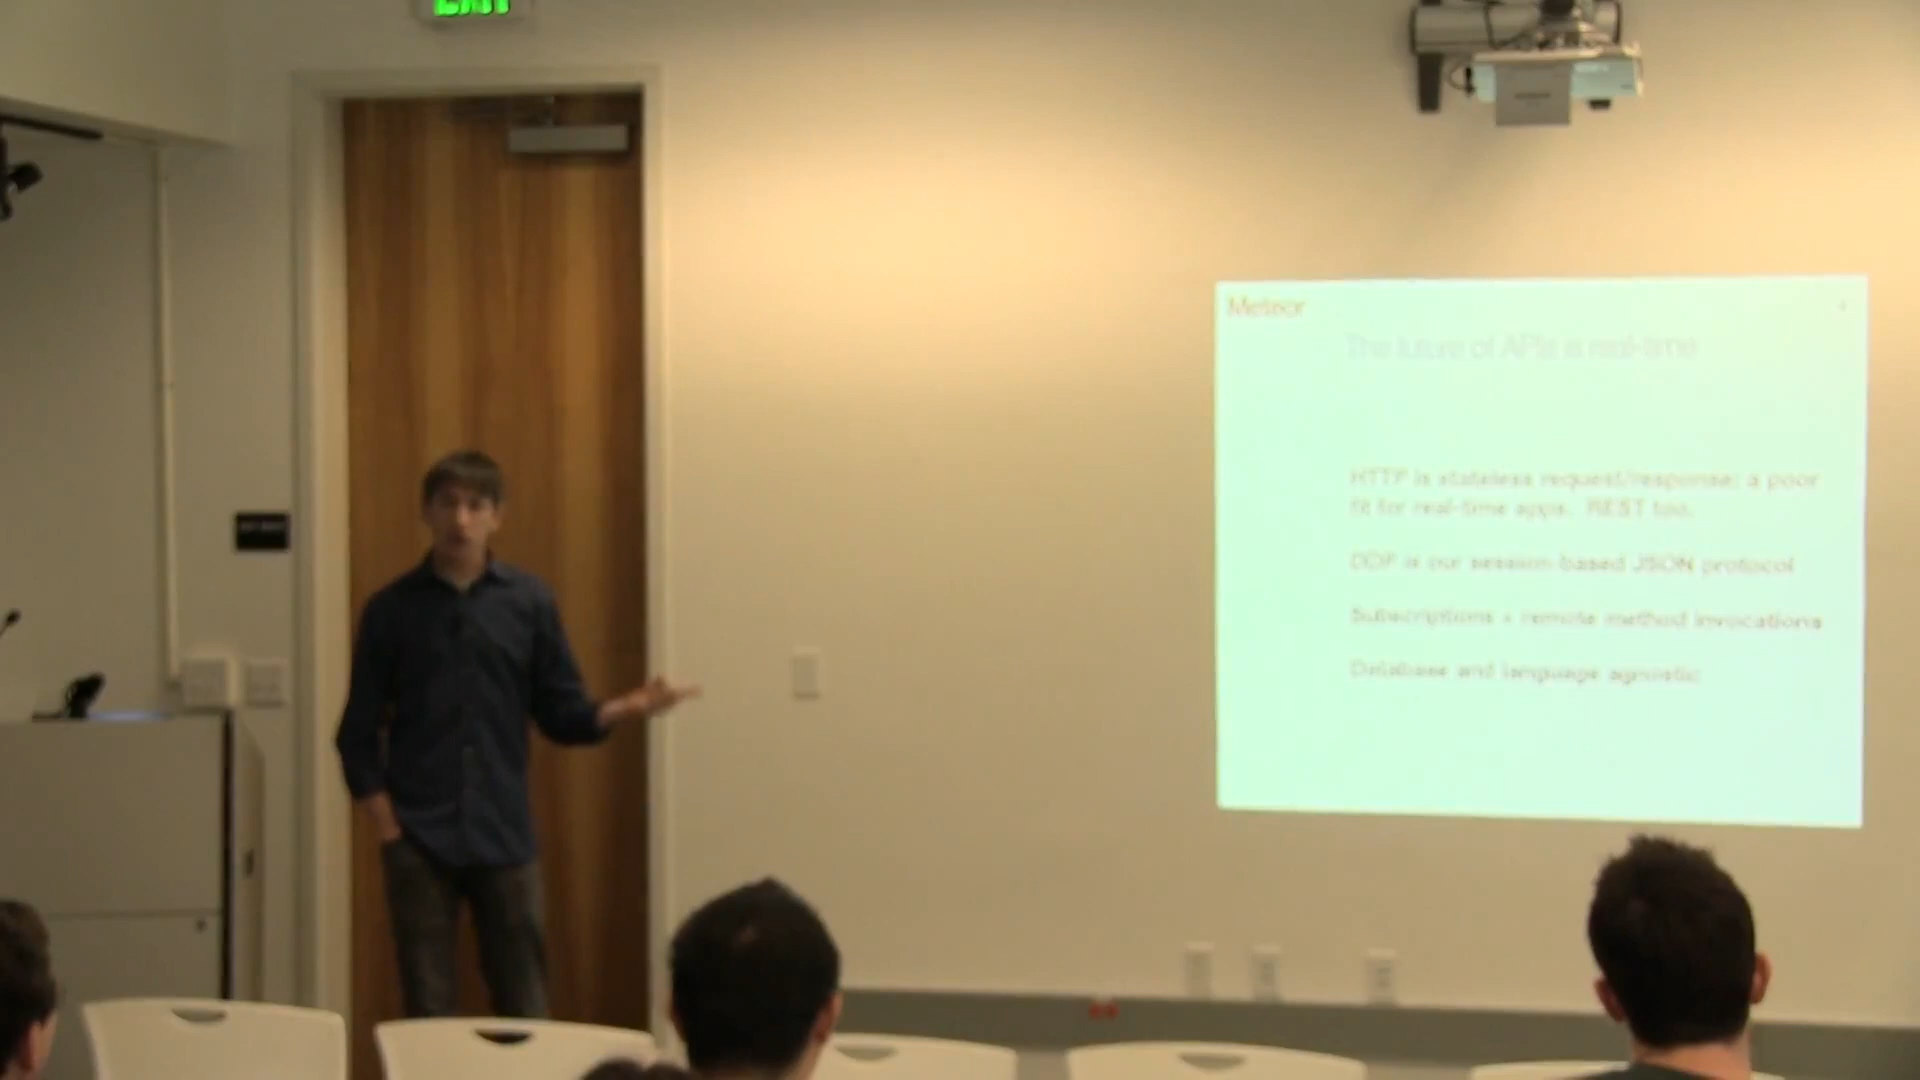 EXIT
Meteor
The future of APIs is real-time
HTTP is stateless request/response; a poor
fit for real-time apps. REST too.
DDP is our session-based JSON protocol
Subscriptions + remote method invocations
Database and language agnostic